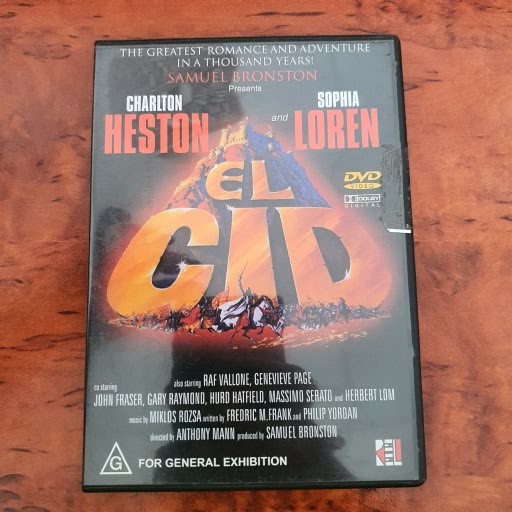 THE GREATEST ROMANCE AND ADVENTURE
IN A THOUSAND YEARS!
SAMUEL BRONSTON
Presents
CHARLTON HESTON and SOPHIA LOREN
EL
CID
DVD
VIDEO
DOLBY
DIGITAL
also starring RAF VALLONE, GENEVIEVE PAGE
co starring
JOHN FRASER, GARY RAYMOND, HURD HATFIELD, MASSIMO SERATO and HERBERT LOM
music by MIKLOS ROZSA written by FREDRIC M.FRANK and PHILIP YORDAN
directed by ANTHONY MANN produced by SAMUEL BRONSTON
G FOR GENERAL EXHIBITION